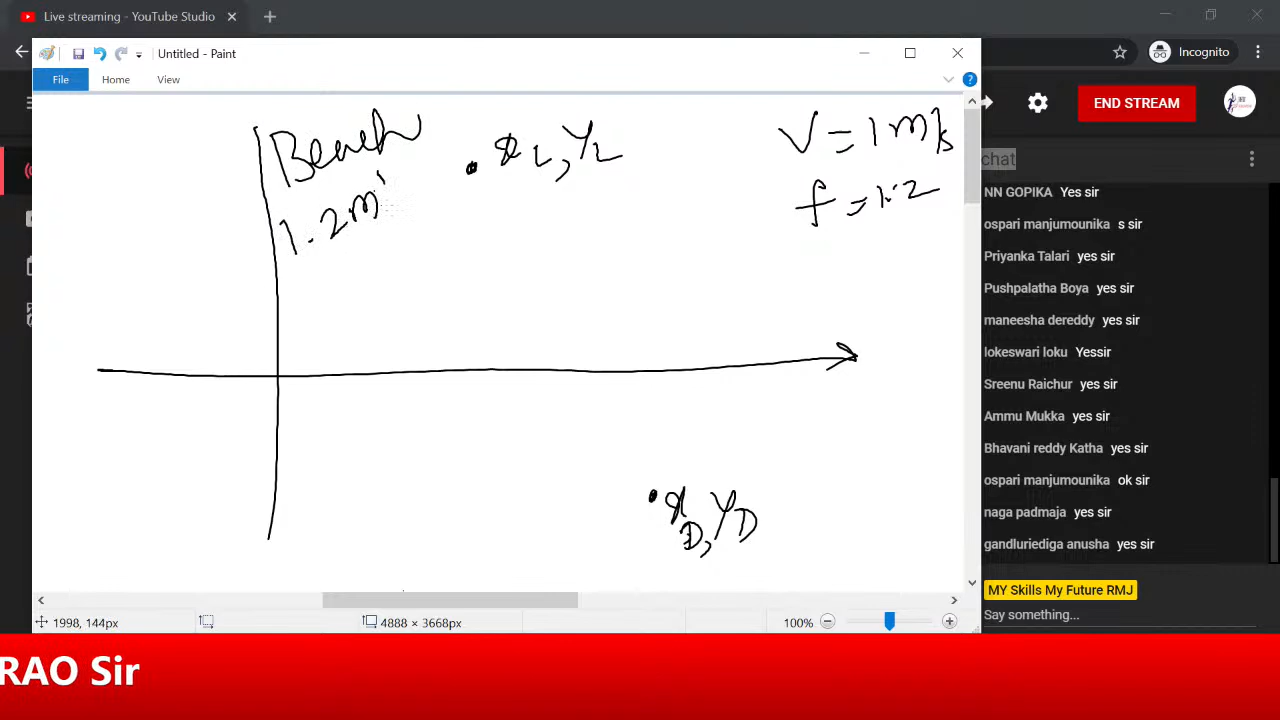 Live streaming - YouTube Studio
Incognito
Untitled - Paint
File Home View
END STREAM
Beach
1.2m
x L, YL
V = 1 m/s
f = 1.2
x D, YD
chat
NN GOPIKA Yes sir
ospari manjumounika s sir
Priyanka Talari yes sir
Pushpalatha Boya yes sir
maneesha dereddy yes sir
lokeswari loku Yessir
Sreenu Raichur yes sir
Ammu Mukka yes sir
Bhavani reddy Katha yes sir
ospari manjumounika ok sir
naga padmaja yes sir
gandluriediga anusha yes sir
MY Skills My Future RMJ
Say something...
1998, 144px
4888 × 3668px
100%
RAO Sir